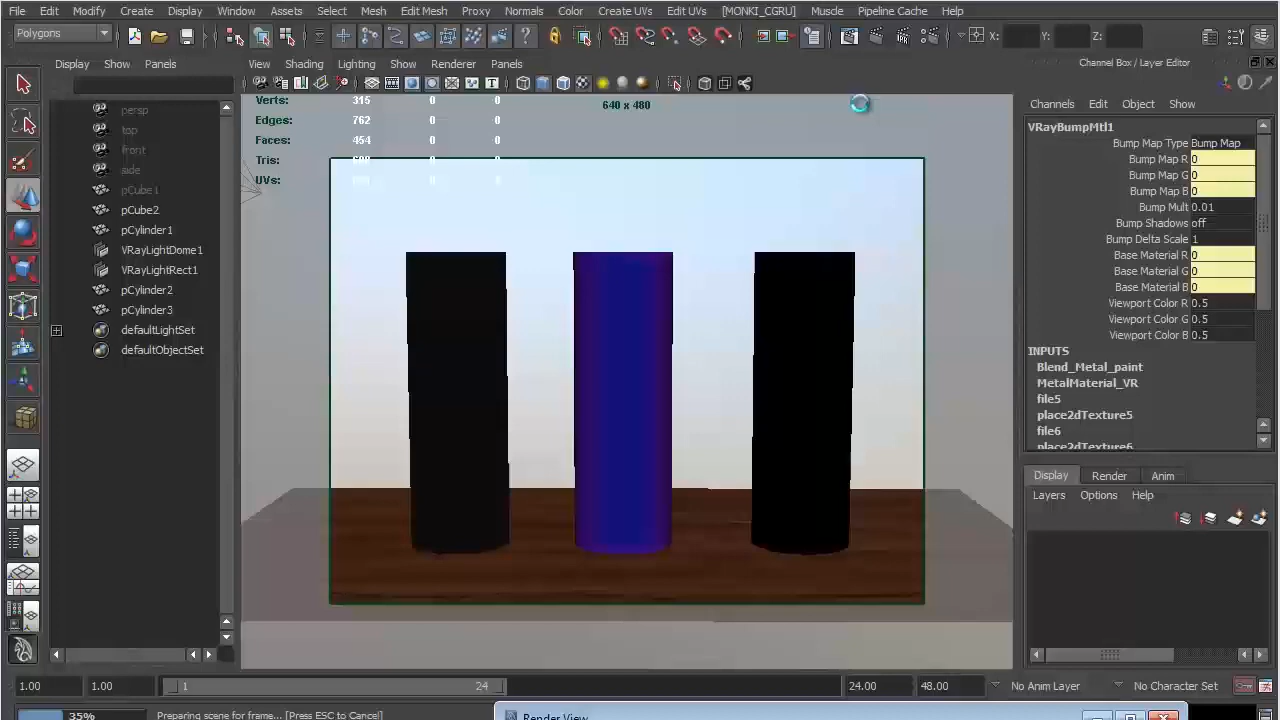 File Edit Modify Create Display Window Assets Select Mesh Edit Mesh Proxy Normals Color Create UVs Edit UVs [MONKI_CGRU] Muscle Pipeline Cache Help
Polygons X: Y: Z:
Display Show Panels View Shading Lighting Show Renderer Panels Channel Box / Layer Editor
Channels Edit Object Show
persp
top
front
side
pCube1
pCube2
pCylinder1
VRayLightDome1
VRayLightRect1
pCylinder2
pCylinder3
defaultLightSet
defaultObjectSet
Verts: 315 0 0
Edges: 762 0 0
Faces: 454 0 0
Tris: 0 0
UVs: 0 0
640 x 480
VRayBumpMtl1
Bump Map Type Bump Map
Bump Map R 0
Bump Map G 0
Bump Map B 0
Bump Mult 0.01
Bump Shadows off
Bump Delta Scale 1
Base Material R 0
Base Material G 0
Base Material B 0
Viewport Color R 0.5
Viewport Color G 0.5
Viewport Color B 0.5
INPUTS
Blend_Metal_paint
MetalMaterial_VR
file5
place2dTexture5
file6
place2dTexture6
Display Render Anim
Layers Options Help
1.00 1.00 1 24 24.00 48.00 No Anim Layer No Character Set
35% Preparing scene for frame... [Press ESC to Cancel] Render View